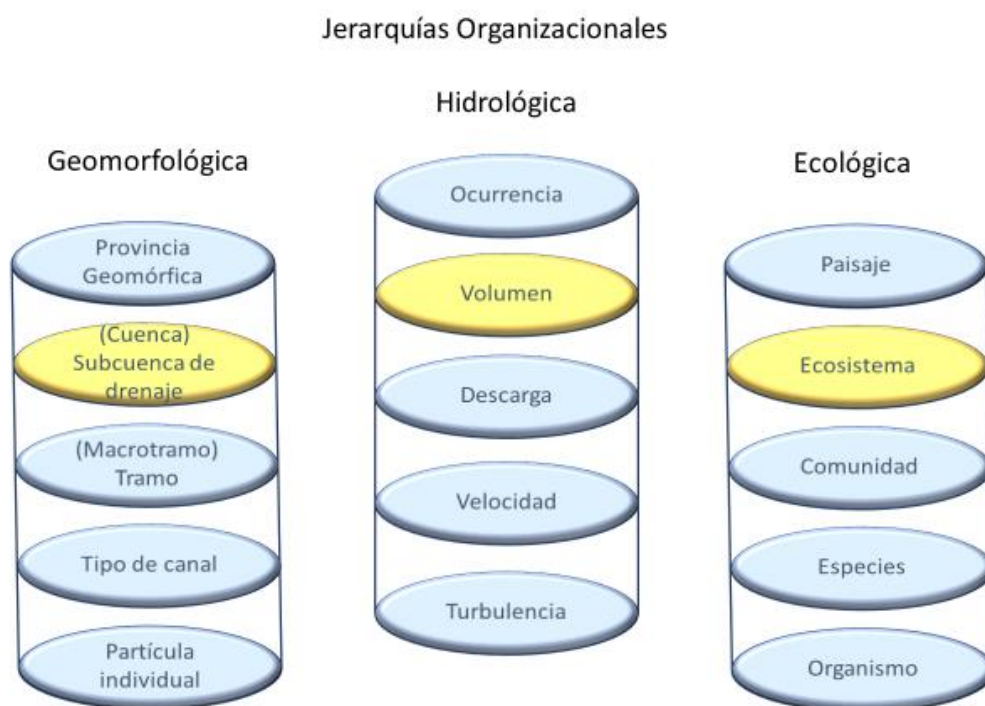 Jerarquías Organizacionales
Geomorfológica
Provincia
Geomórfica
(Cuenca)
Subcuenca de
drenaje
(Macrotramo)
Tramo
Tipo de canal
Partícula
individual
Hidrológica
Ocurrencia
Volumen
Descarga
Velocidad
Turbulencia
Ecológica
Paisaje
Ecosistema
Comunidad
Especies
Organismo